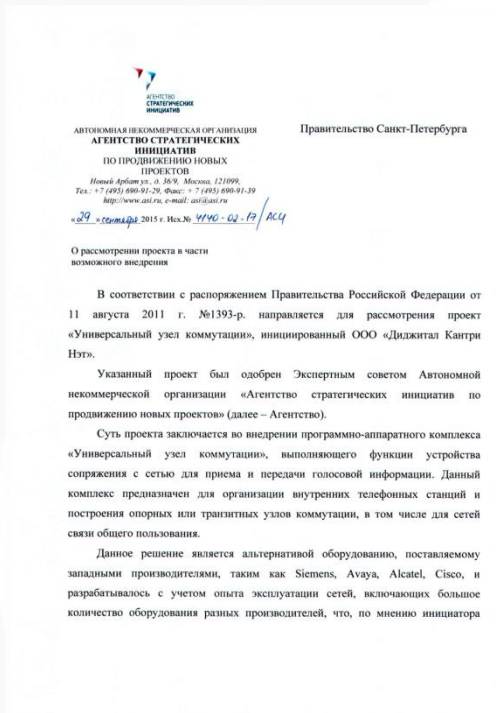 АГЕНТСТВО
СТРАТЕГИЧЕСКИХ
ИНИЦИАТИВ
АВТОНОМНАЯ НЕКОММЕРЧЕСКАЯ ОРГАНИЗАЦИЯ
АГЕНТСТВО СТРАТЕГИЧЕСКИХ
ИНИЦИАТИВ
ПО ПРОДВИЖЕНИЮ НОВЫХ
ПРОЕКТОВ
Новый Арбат ул., д. 36/9, Москва, 121099,
Тел.: +7 (495) 690-91-29, Факс: + 7 (495) 690-91-39
http://www.asi.ru, e-mail: asi@asi.ru
«29 » сентября 2015 г. Исх.№ 4140-02-17/АСИ
Правительство Санкт-Петербурга
О рассмотрении проекта в части
возможного внедрения
В соответствии с распоряжением Правительства Российской Федерации от
11 августа 2011 г. №1393-р. направляется для рассмотрения проект
«Универсальный узел коммутации», инициированный ООО «Диджитал Кантри
Нэт».
Указанный проект был одобрен Экспертным советом Автономной
некоммерческой организации «Агентство стратегических инициатив по
продвижению новых проектов» (далее – Агентство).
Суть проекта заключается во внедрении программно-аппаратного комплекса
«Универсальный узел коммутации», выполняющего функции устройства
сопряжения с сетью для приема и передачи голосовой информации. Данный
комплекс предназначен для организации внутренних телефонных станций и
построения опорных или транзитных узлов коммутации, в том числе для сетей
связи общего пользования.
Данное решение является альтернативой оборудованию, поставляемому
западными производителями, таким как Siemens, Avaya, Alcatel, Cisco, и
разрабатывалось с учетом опыта эксплуатации сетей, включающих большое
количество оборудования разных производителей, что, по мнению инициатора